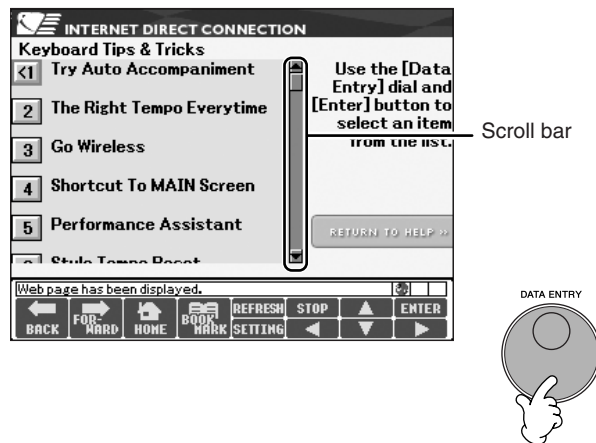 INTERNET DIRECT CONNECTION
Keyboard Tips & Tricks
<1 Try Auto Accompaniment
2 The Right Tempo Everytime
3 Go Wireless
4 Shortcut To MAIN Screen
5 Performance Assistant
Style Tempo Reset
Use the [Data
Entry] dial and
[Enter] button to
select an item
from the list.
RETURN TO HELP >>
Scroll bar
Web page has been displayed.
BACK
FOR-
WARD
HOME
BOOK
MARK
REFRESH
SETTING
STOP
ENTER
DATA ENTRY